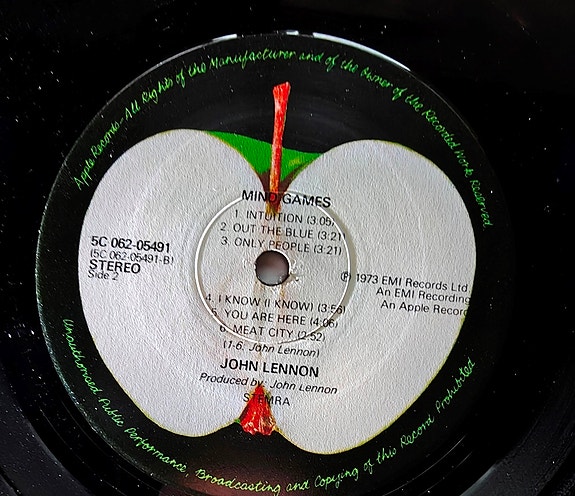 Apple Records-All Rights of the Manufacturer and of the Owner of the Recorded Work Reserved
MIND GAMES
1. INTUITION (3:05)
2. OUT THE BLUE (3:21)
3. ONLY PEOPLE (3:21)
5C 062-05491
(5C 062-05491-B)
STEREO
Side 2
℗ 1973 EMI Records Ltd
An EMI Recording
An Apple Record
4. I KNOW (I KNOW) (3:56)
5. YOU ARE HERE (4:06)
6. MEAT CITY (2:52)
(1-6. John Lennon)
JOHN LENNON
Produced by: John Lennon
STEMRA
Unauthorised Public Performance, Broadcasting and Copying of this Record Prohibited